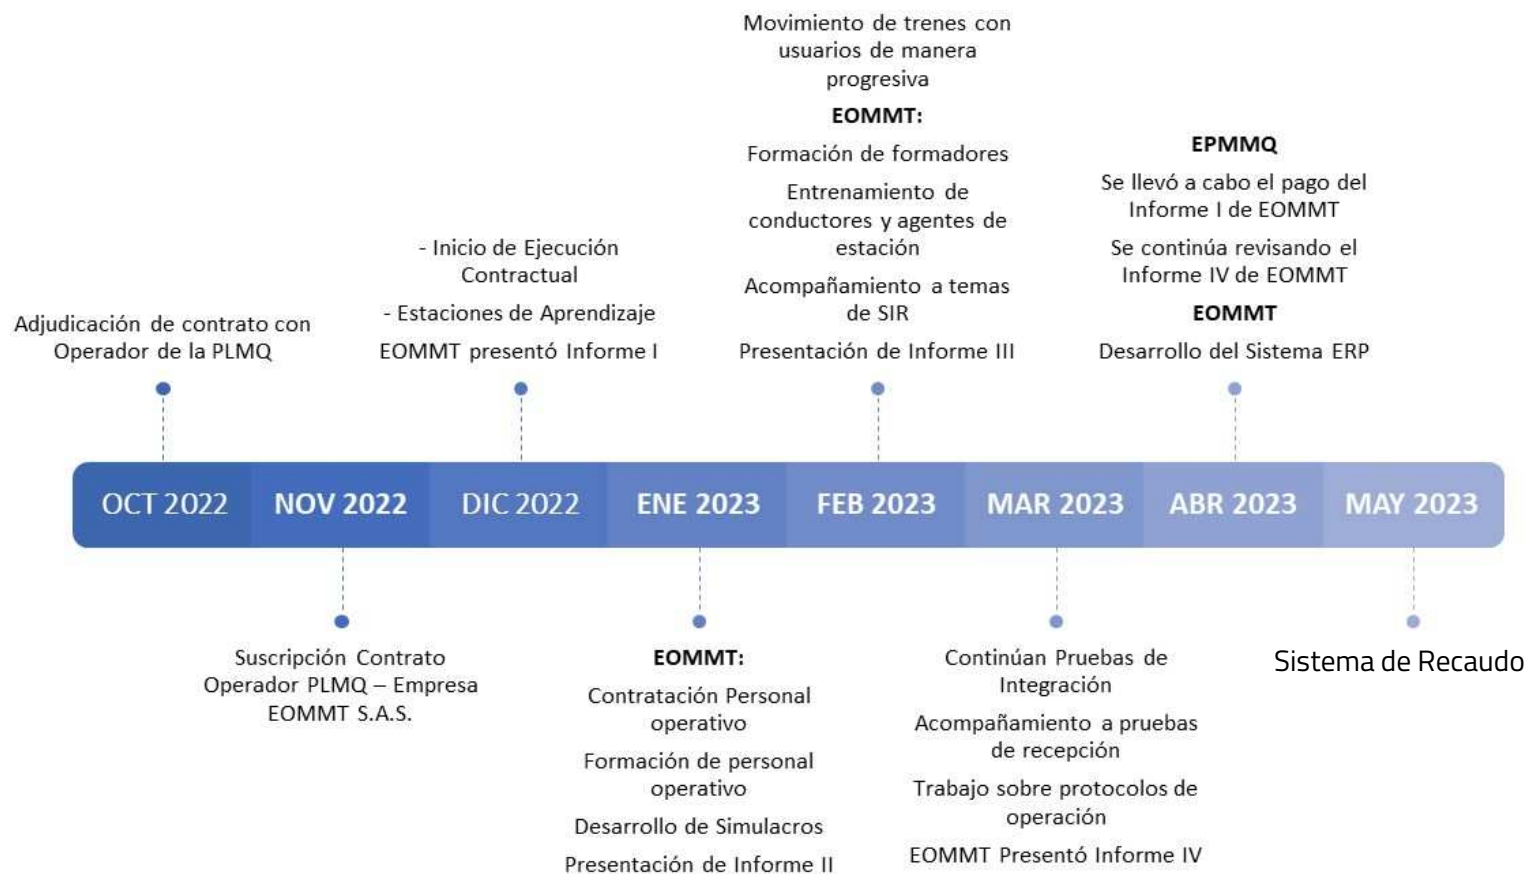 Movimiento de trenes con
usuarios de manera
progresiva
EOMMT:
Formación de formadores
Entrenamiento de
conductores y agentes de
estación
Acompañamiento a temas
de SIR
Presentación de Informe III
EPMMQ
Se llevó a cabo el pago del
Informe I de EOMMT
Se continúa revisando el
Informe IV de EOMMT
EOMMT
Desarrollo del Sistema ERP
- Inicio de Ejecución
Contractual
- Estaciones de Aprendizaje
EOMMT presentó Informe I
Adjudicación de contrato con
Operador de la PLMQ
OCT 2022
NOV 2022
DIC 2022
ENE 2023
FEB 2023
MAR 2023
ABR 2023
MAY 2023
Suscripción Contrato
Operador PLMQ – Empresa
EOMMT S.A.S.
EOMMT:
Contratación Personal
operativo
Formación de personal
operativo
Desarrollo de Simulacros
Presentación de Informe II
Continúan Pruebas de
Integración
Acompañamiento a pruebas
de recepción
Trabajo sobre protocolos de
operación
EOMMT Presentó Informe IV
Sistema de Recaudo